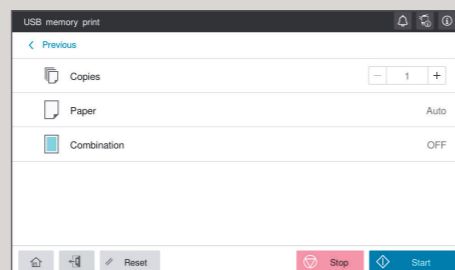 USB memory print
Previous
Copies
− 1 +
Paper
Auto
Combination
OFF
Reset
Stop
Start